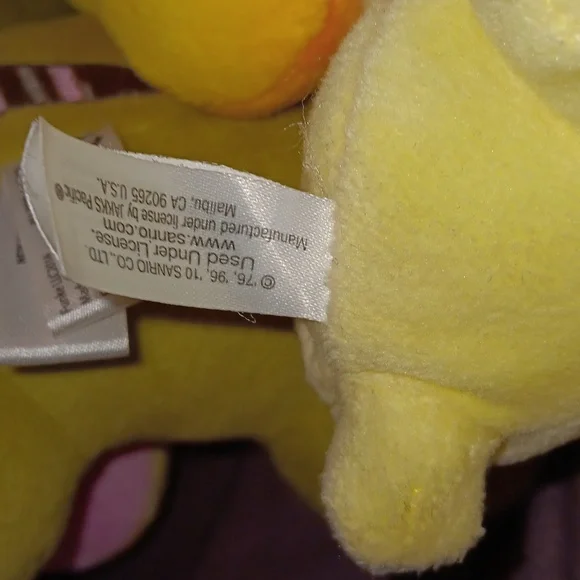 © '76, '96, '10 SANRIO CO., LTD.
Used Under License.
www.sanrio.com
Manufactured under license by JAKKS Pacific®
Malibu, CA 90265 U.S.A.